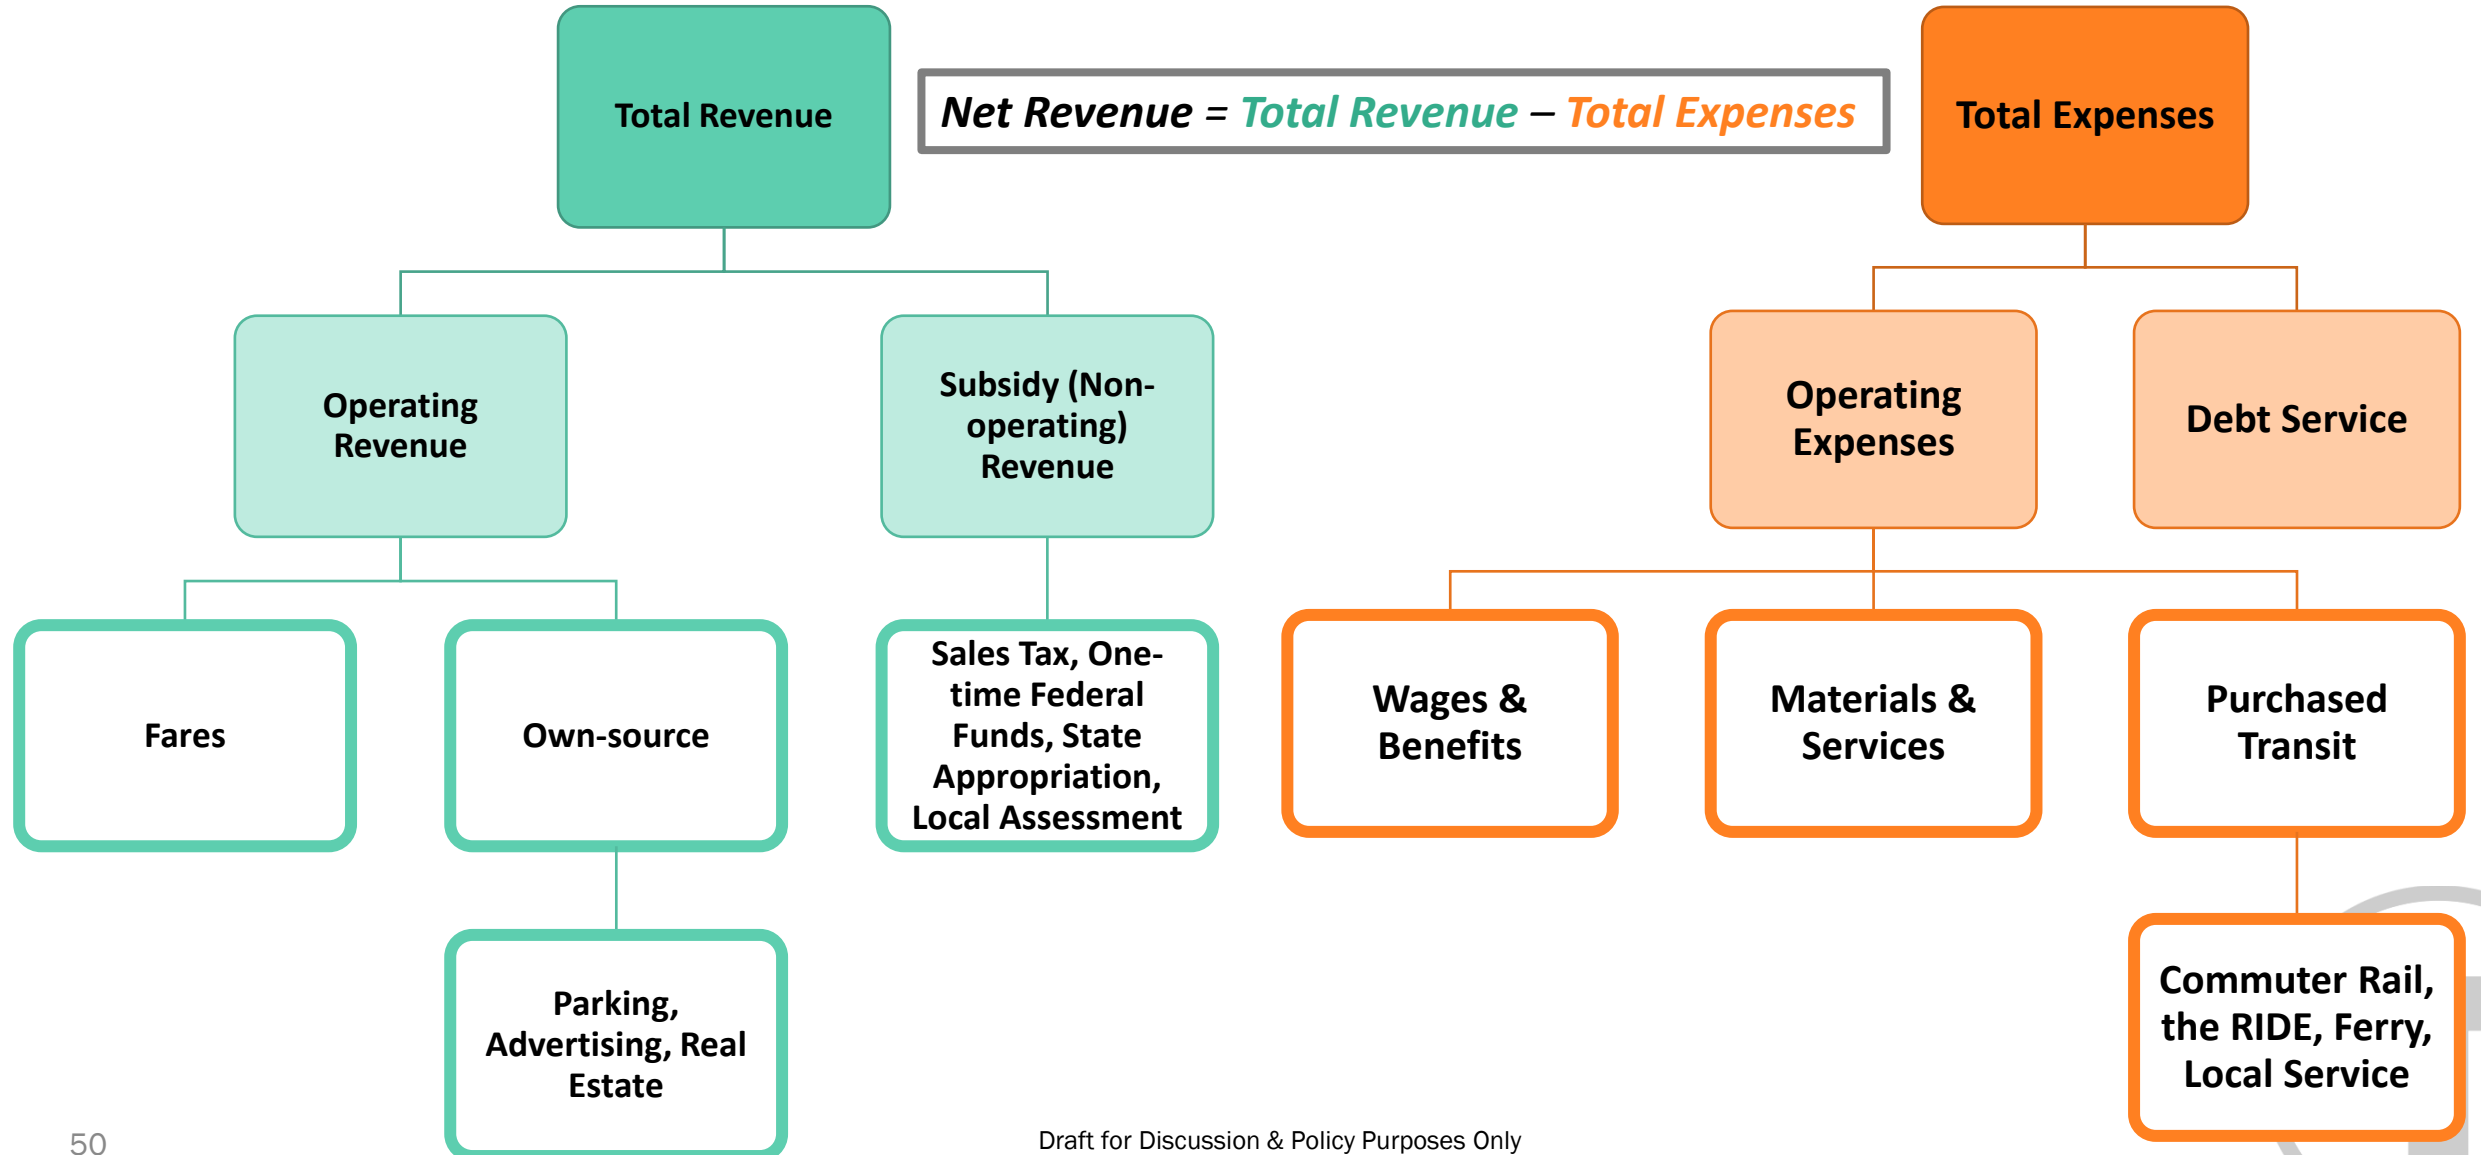 Total Revenue
Net Revenue = Total Revenue – Total Expenses
Total Expenses
Operating
Revenue
Subsidy (Non-
operating)
Revenue
Operating
Expenses
Debt Service
Fares
Own-source
Sales Tax, One-
time Federal
Funds, State
Appropriation,
Local Assessment
Wages &
Benefits
Materials &
Services
Purchased
Transit
Parking,
Advertising, Real
Estate
Commuter Rail,
the RIDE, Ferry,
Local Service
50
Draft for Discussion & Policy Purposes Only